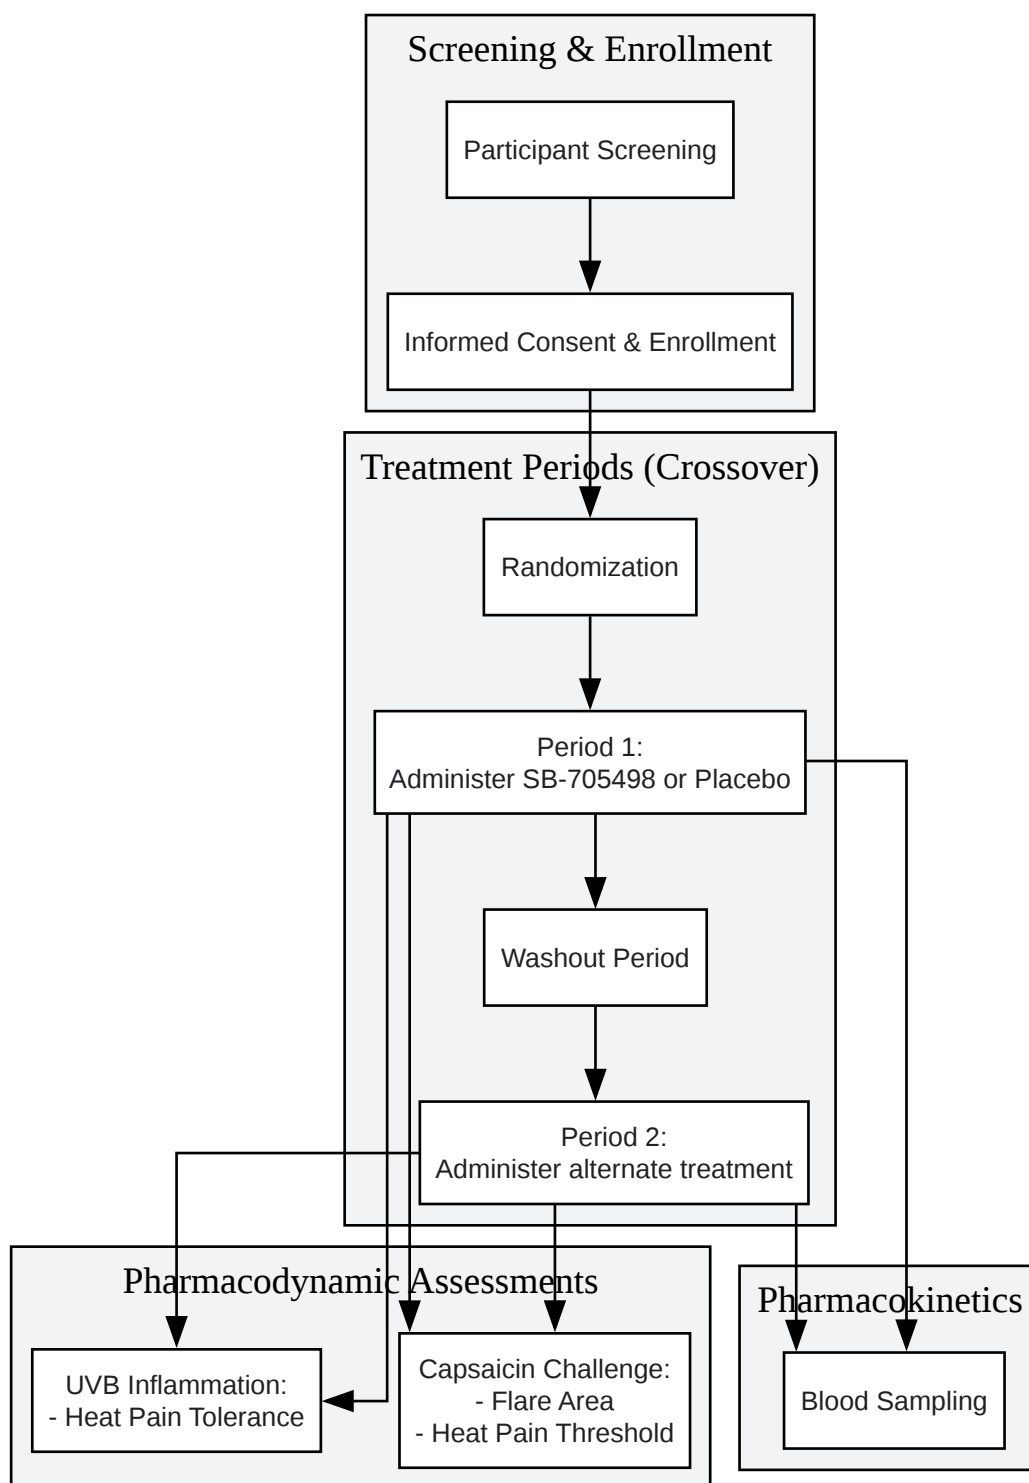 Screening & Enrollment
Participant Screening
Informed Consent & Enrollment
Treatment Periods (Crossover)
Randomization
Period 1:
Administer SB-705498 or Placebo
Washout Period
Period 2:
Administer alternate treatment
Pharmacodynamic Assessments
UVB Inflammation:
- Heat Pain Tolerance
Capsaicin Challenge:
- Flare Area
- Heat Pain Threshold
Pharmacokinetics
Blood Sampling